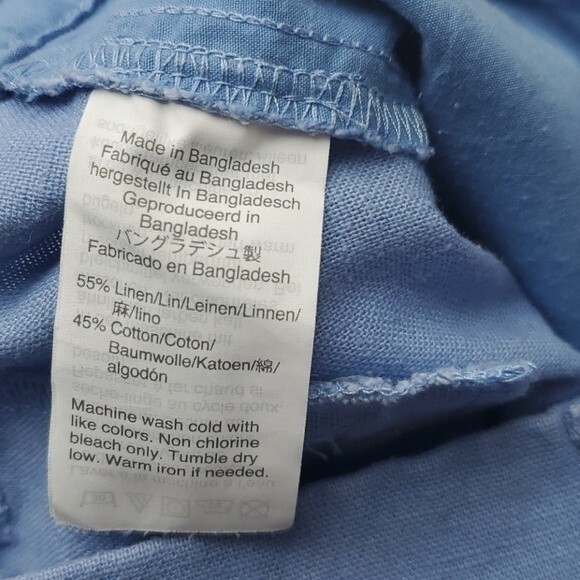 Made in Bangladesh
Fabriqué au Bangladesh
hergestellt In Bangladesch
Geproduceerd in
Bangladesh
バングラデシュ製
Fabricado en Bangladesh
55% Linen/Lin/Leinen/Linnen/
麻/lino
45% Cotton/Coton/
Baumwolle/Katoen/綿/
algodón
Machine wash cold with
like colors. Non chlorine
bleach only. Tumble dry
low. Warm iron if needed.